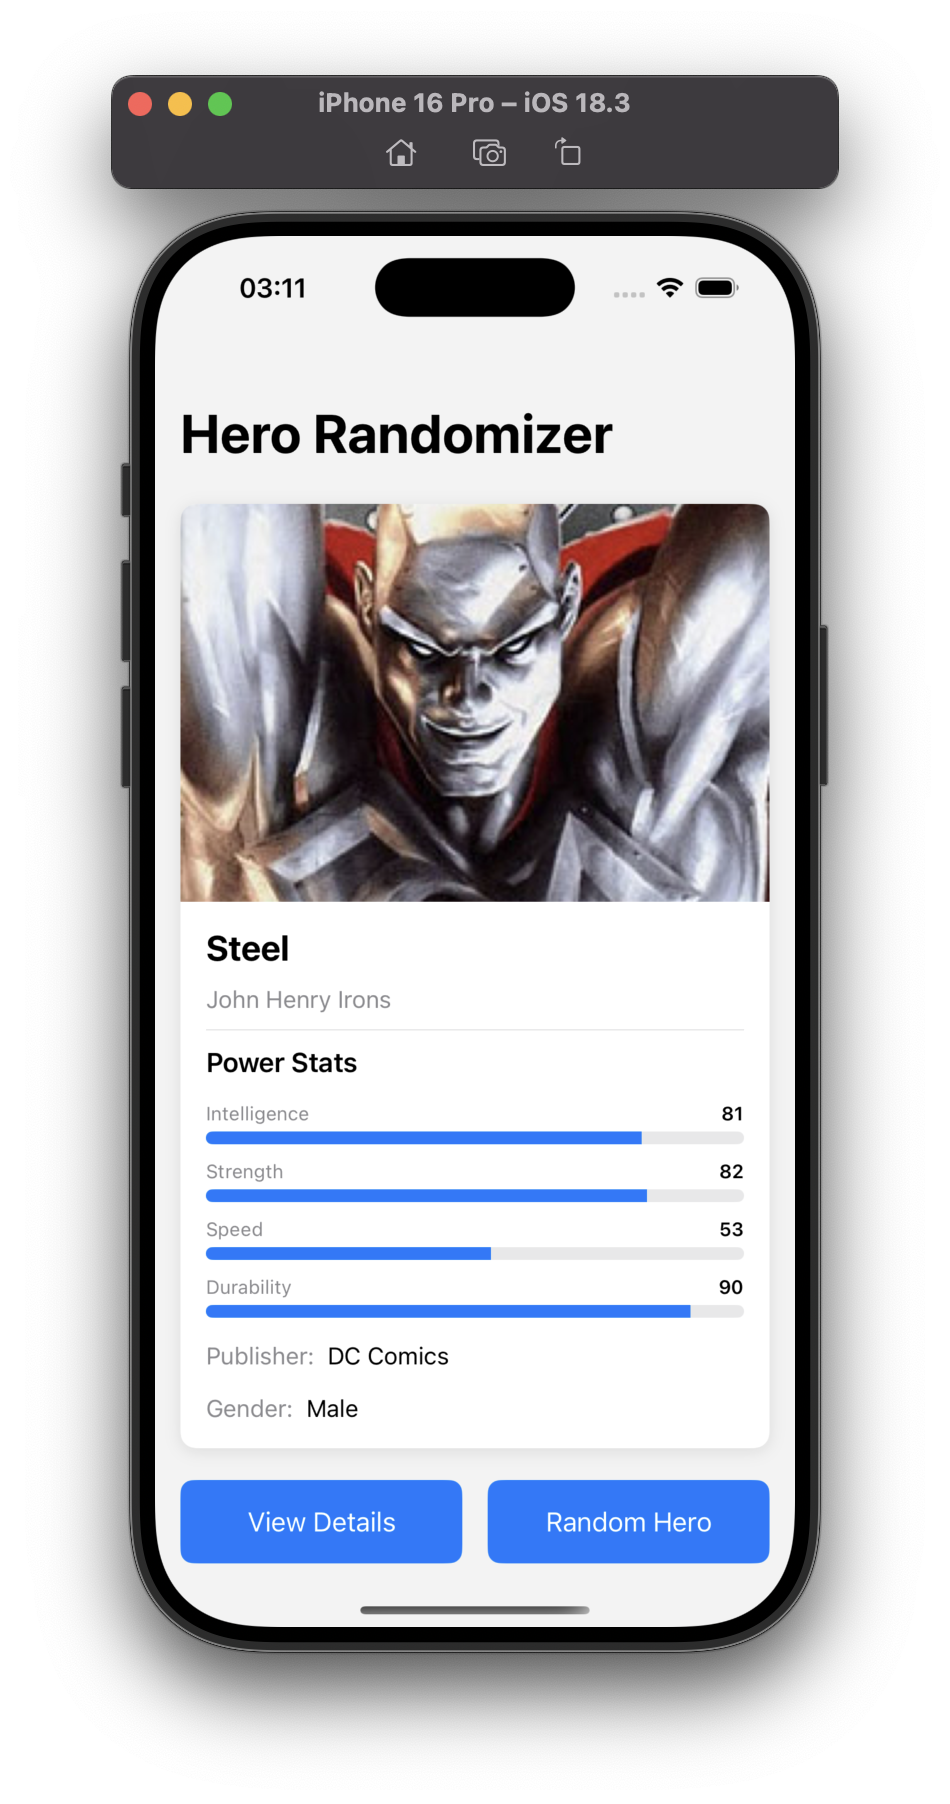 iPhone 16 Pro – iOS 18.3
03:11
Hero Randomizer
Steel
John Henry Irons
Power Stats
Intelligence 81
Strength 82
Speed 53
Durability 90
Publisher: DC Comics
Gender: Male
View Details Random Hero